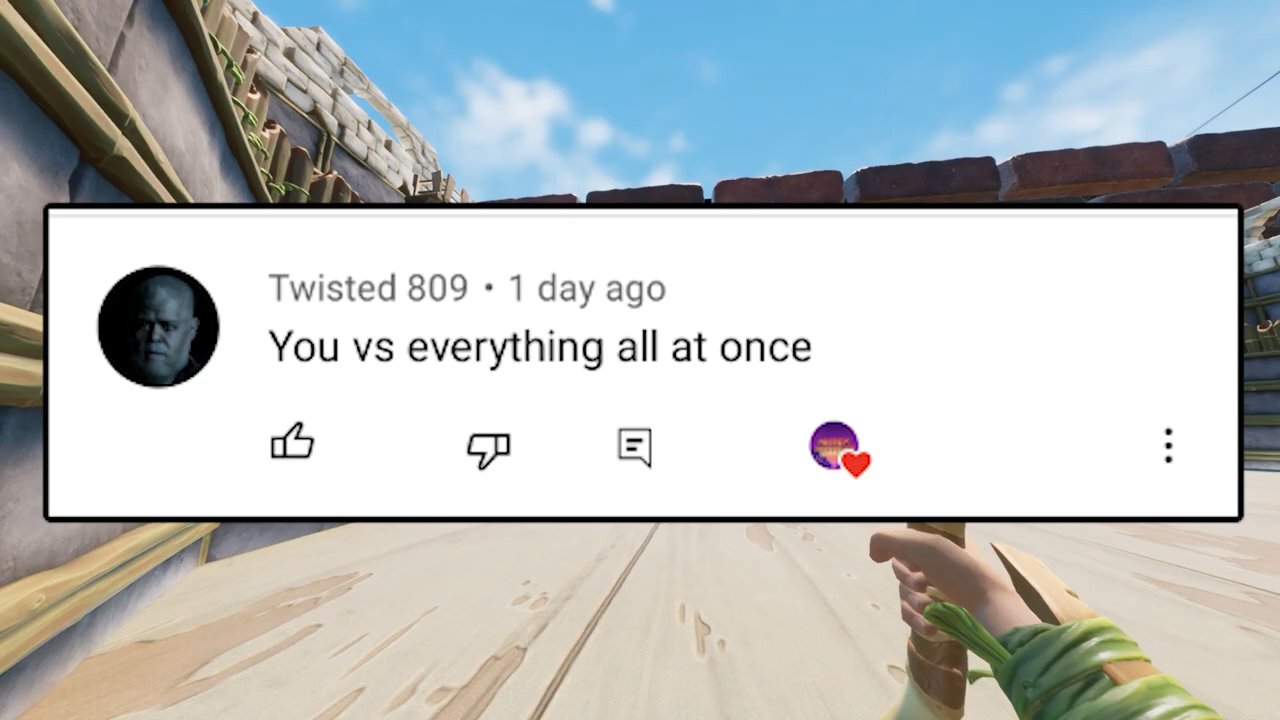 Twisted 809 • 1 day ago
You vs everything all at once